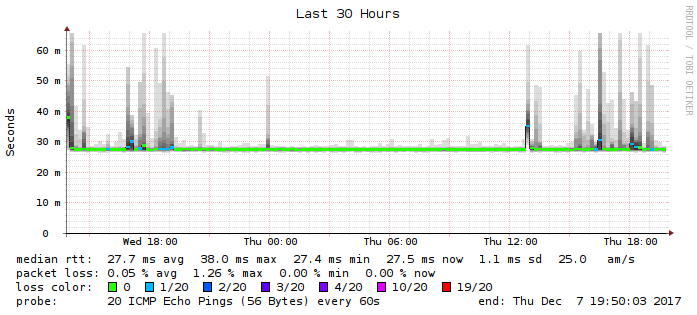 Last 30 Hours
RRDTOOL / TOBI OETIKER
Seconds
60 m
50 m
40 m
30 m
20 m
10 m
0
Wed 18:00 Thu 00:00 Thu 06:00 Thu 12:00 Thu 18:00
median rtt: 27.7 ms avg 38.0 ms max 27.4 ms min 27.5 ms now 1.1 ms sd 25.0 am/s
packet loss: 0.05 % avg 1.26 % max 0.00 % min 0.00 % now
loss color: 0 1/20 2/20 3/20 4/20 10/20 19/20
probe: 20 ICMP Echo Pings (56 Bytes) every 60s end: Thu Dec 7 19:50:03 2017